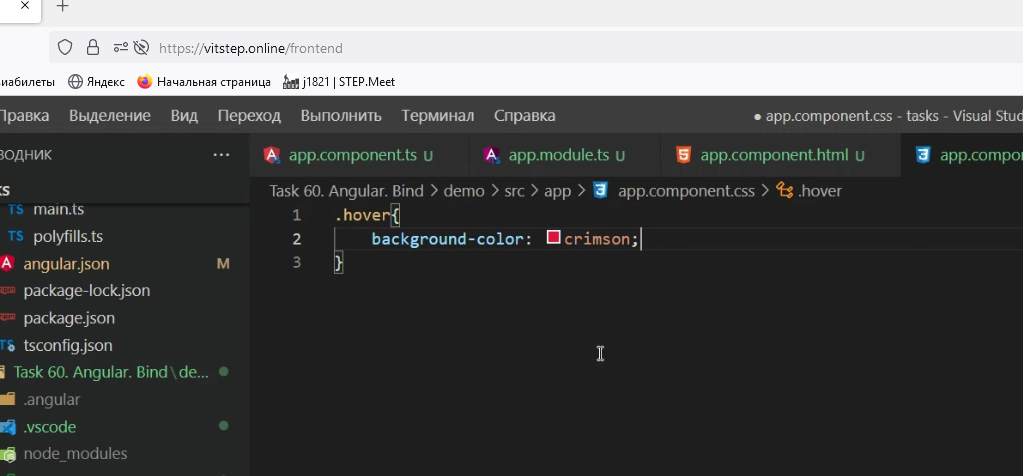 https://vitstep.online/frontend
иабилеты Яндекс Начальная страница j1821 | STEP.Meet
Правка Выделение Вид Переход Выполнить Терминал Справка ● app.component.css - tasks - Visual Stud
ВОДНИК ...
app.component.ts U app.module.ts U app.component.html U app.compo
KS
Task 60. Angular. Bind > demo > src > app > app.component.css > .hover
TS main.ts
TS polyfills.ts
angular.json M
package-lock.json
package.json
tsconfig.json
Task 60. Angular. Bind\de...
.angular
.vscode
node_modules
1 .hover{
2 background-color: crimson;
3 }